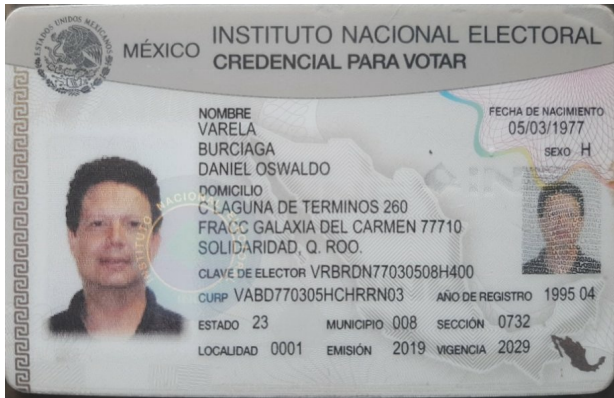 ESTADOS UNIDOS MEXICANOS
MÉXICO INSTITUTO NACIONAL ELECTORAL
CREDENCIAL PARA VOTAR
NOMBRE
VARELA
BURCIAGA
DANIEL OSWALDO
FECHA DE NACIMIENTO
05/03/1977
SEXO H
DOMICILIO
C LAGUNA DE TERMINOS 260
FRACC GALAXIA DEL CARMEN 77710
SOLIDARIDAD, Q. ROO.
CLAVE DE ELECTOR VRBRDN77030508H400
CURP VABD770305HCHRRN03 AÑO DE REGISTRO 1995 04
ESTADO 23 MUNICIPIO 008 SECCIÓN 0732
LOCALIDAD 0001 EMISIÓN 2019 VIGENCIA 2029